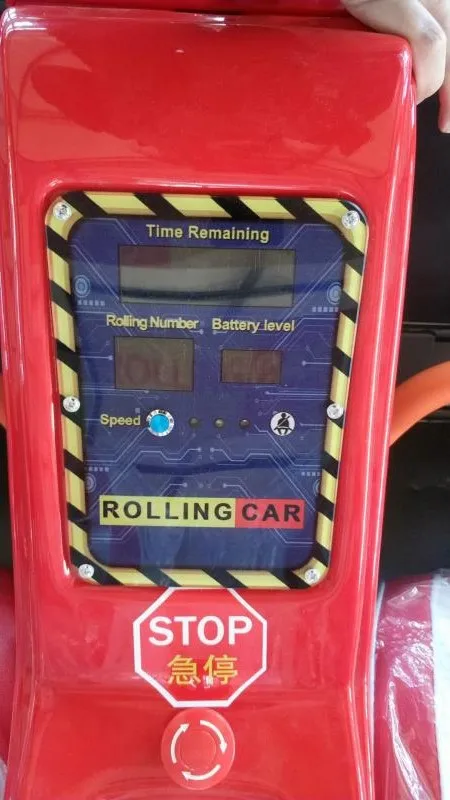 Time Remaining
Rolling Number Battery level
Speed
ROLLING CAR
STOP
急停